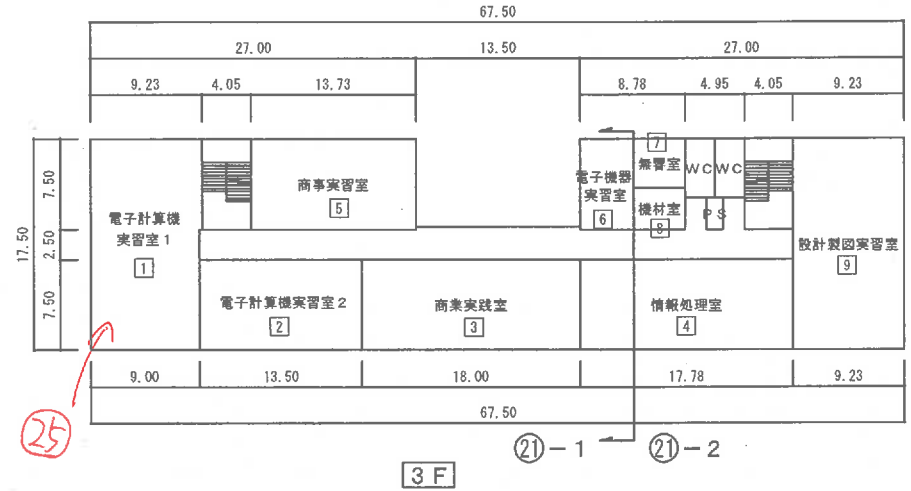 67.50
27.00
13.50
27.00
9.23
4.05
13.73
8.78
4.95
4.05
9.23
17.50
7.50
2.50
7.50
電子計算機
実習室1
1
商事実習室
5
電子機器
実習室
6
7
無響室
機材室
8
WC
WC
PS
設計製図実習室
9
電子計算機実習室2
2
商業実践室
3
情報処理室
4
9.00
13.50
18.00
17.78
9.23
67.50
25
㉑-1
㉑-2
3F